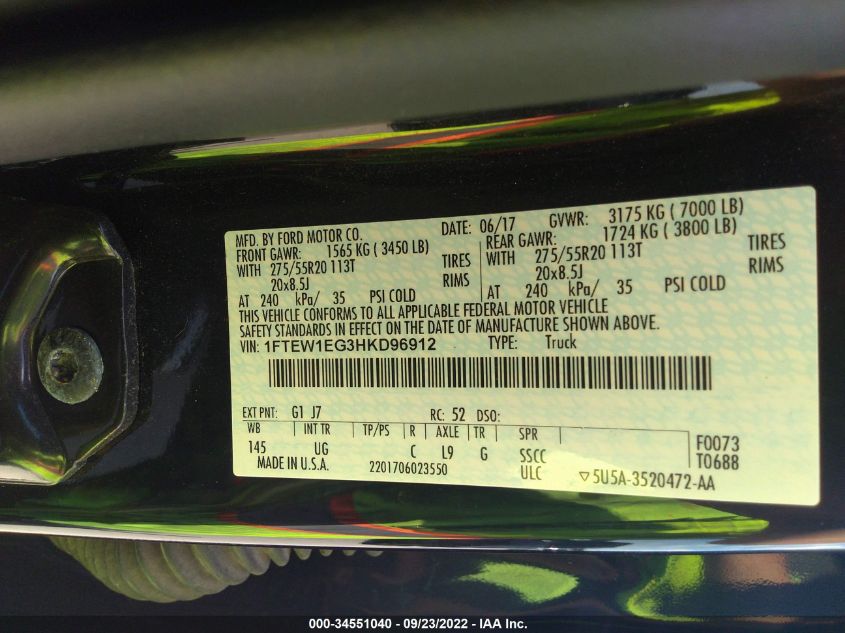 MFD. BY FORD MOTOR CO. DATE: 06/17 GVWR: 3175 KG ( 7000 LB)
FRONT GAWR: 1565 KG ( 3450 LB) REAR GAWR: 1724 KG ( 3800 LB)
WITH 275/55R20 113T TIRES WITH 275/55R20 113T TIRES
20x8.5J RIMS 20x8.5J RIMS
AT 240 kPa/ 35 PSI COLD AT 240 kPa/ 35 PSI COLD
THIS VEHICLE CONFORMS TO ALL APPLICABLE FEDERAL MOTOR VEHICLE
SAFETY STANDARDS IN EFFECT ON THE DATE OF MANUFACTURE SHOWN ABOVE.
VIN: 1FTEW1EG3HKD96912 TYPE: Truck
EXT PNT: G1 J7 RC: 52 DSO:
WB INT TR TP/PS R AXLE TR SPR F0073
145 UG C L9 G SSCC T0688
MADE IN U.S.A. 2201706023550 ULC ▽5U5A-3520472-AA
000-34551040 - 09/23/2022 - IAA Inc.